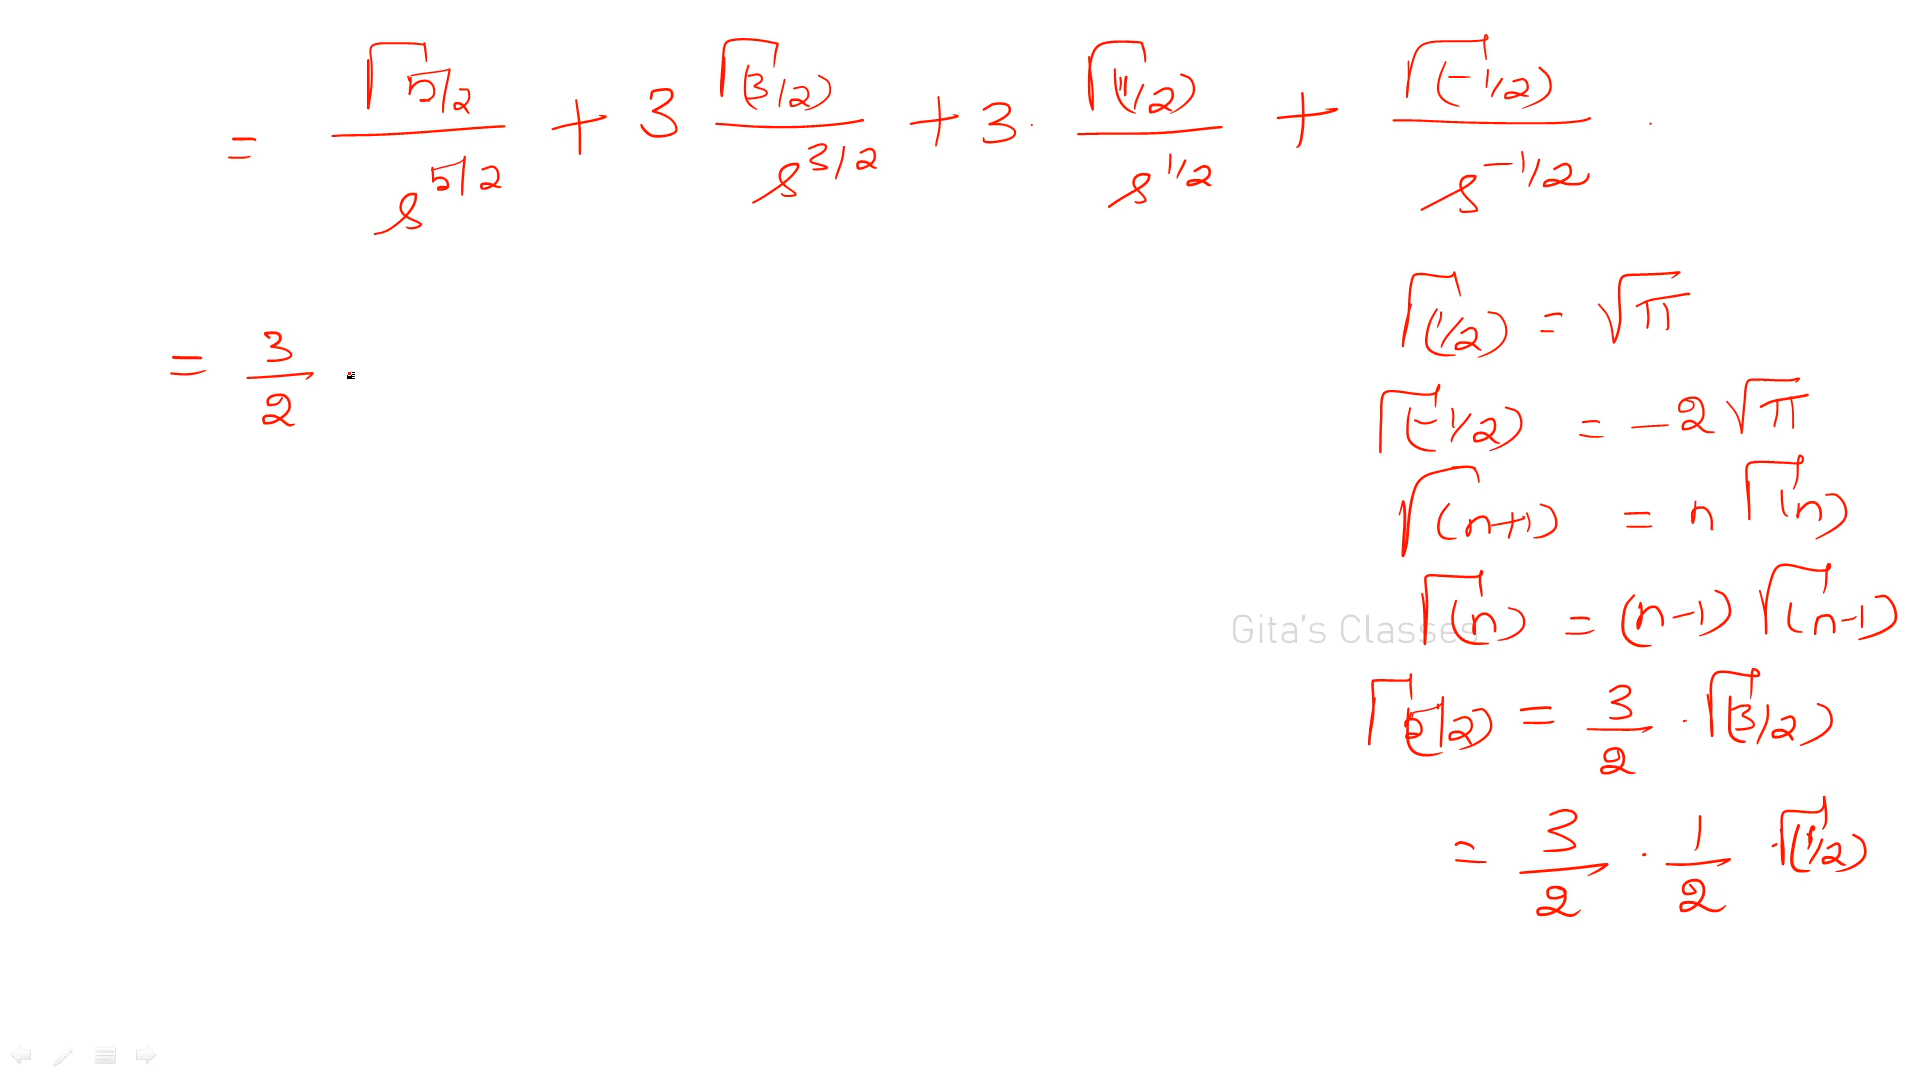 = Γ5/2 / s^5/2 + 3 Γ(3/2) / s^3/2 + 3 · Γ(1/2) / s^1/2 + Γ(-1/2) / s^-1/2
Γ(1/2) = √π
= 3/2 ·
Γ(-1/2) = -2√π
Γ(n+1) = n Γ(n)
Γ(n) = (n-1) Γ(n-1)
Gita's Classes
Γ(5/2) = 3/2 · Γ(3/2)
= 3/2 · 1/2 · Γ(1/2)